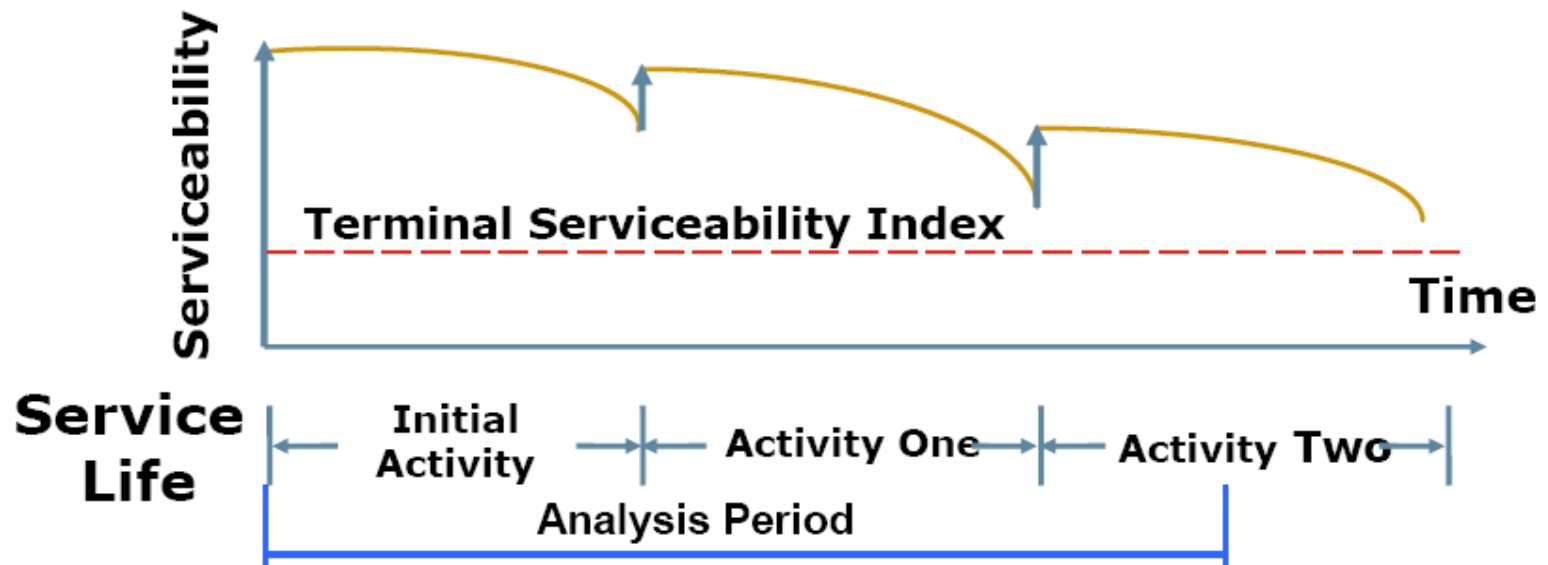 Serviceability
Terminal Serviceability Index
Time
Service
Life
Initial
Activity
Activity One
Activity Two
Analysis Period